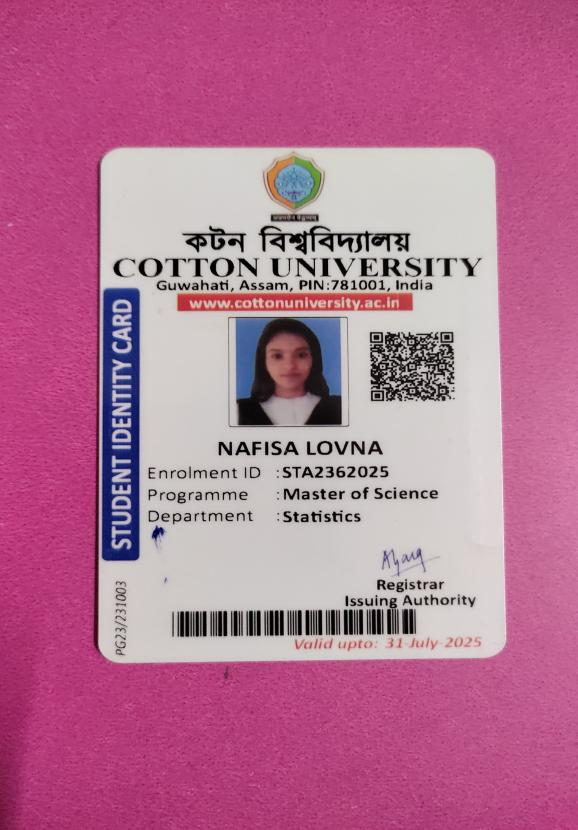 কটন বিশ্ববিদ্যালয়
COTTON UNIVERSITY
Guwahati, Assam, PIN:781001, India
www.cottonuniversity.ac.in
STUDENT IDENTITY CARD
NAFISA LOVNA
Enrolment ID : STA2362025
Programme : Master of Science
Department : Statistics
Registrar
Issuing Authority
PG23/231003
Valid upto: 31-July-2025